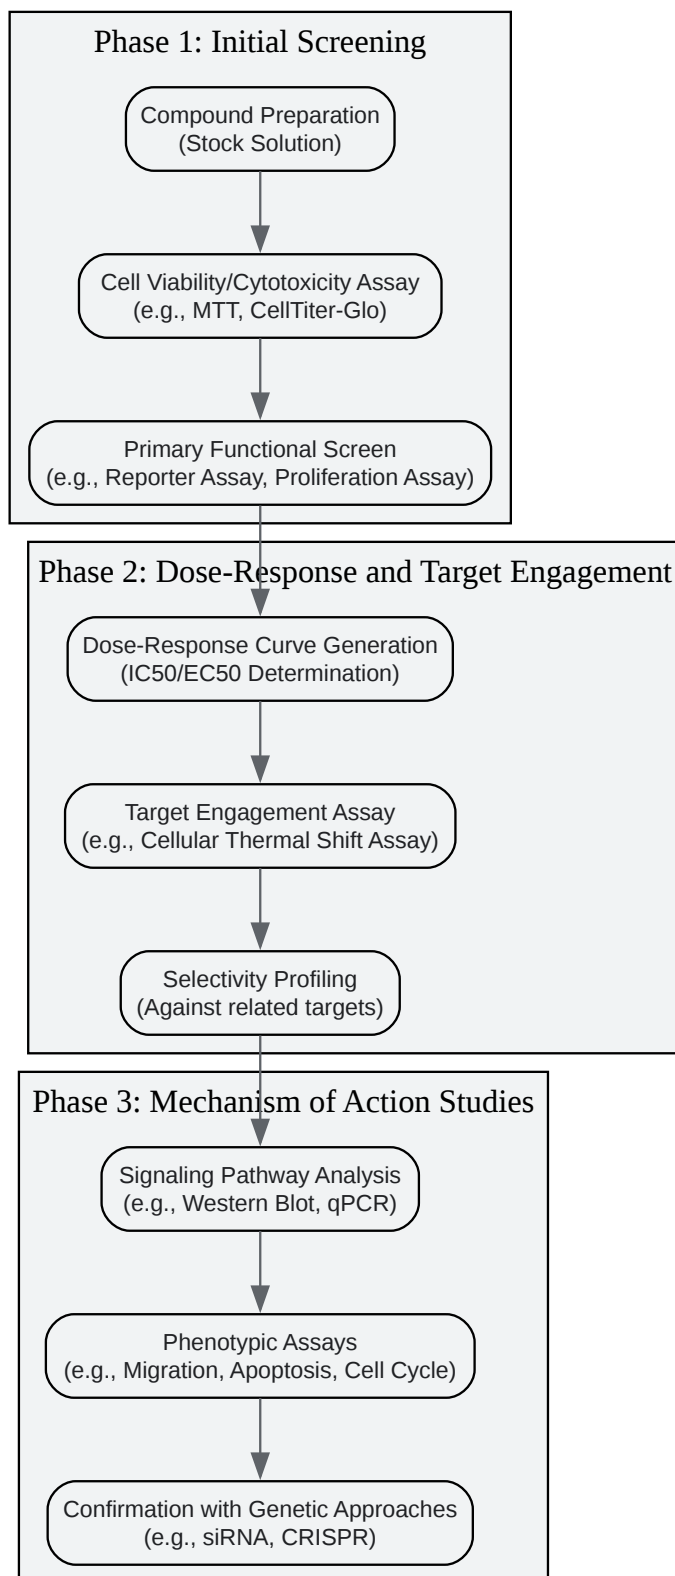 Phase 1: Initial Screening
Compound Preparation
(Stock Solution)
Cell Viability/Cytotoxicity Assay
(e.g., MTT, CellTiter-Glo)
Primary Functional Screen
(e.g., Reporter Assay, Proliferation Assay)
Phase 2: Dose-Response and Target Engagement
Dose-Response Curve Generation
(IC50/EC50 Determination)
Target Engagement Assay
(e.g., Cellular Thermal Shift Assay)
Selectivity Profiling
(Against related targets)
Phase 3: Mechanism of Action Studies
Signaling Pathway Analysis
(e.g., Western Blot, qPCR)
Phenotypic Assays
(e.g., Migration, Apoptosis, Cell Cycle)
Confirmation with Genetic Approaches
(e.g., siRNA, CRISPR)